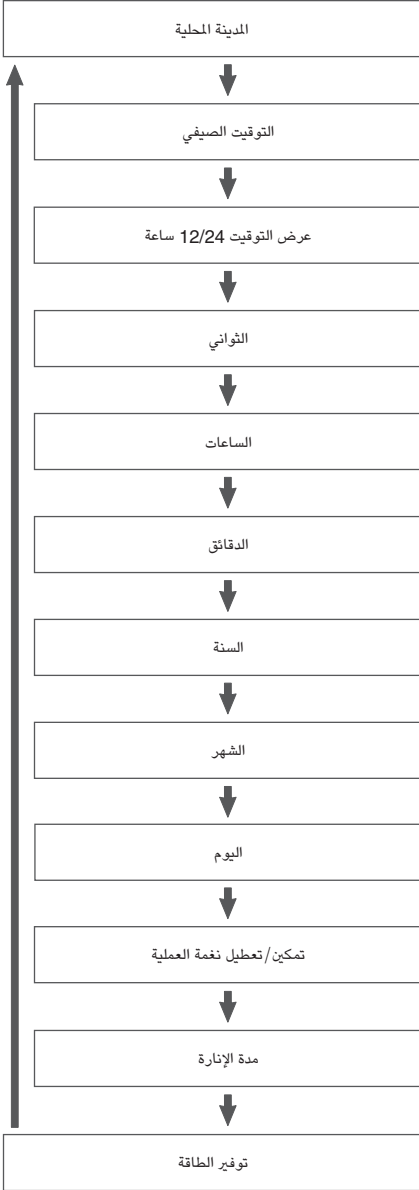 المدينة المحلية
التوقيت الصيفي
عرض التوقيت 12/24 ساعة
الثواني
الساعات
الدقائق
السنة
الشهر
اليوم
تمكين/تعطيل نغمة العملية
مدة الإنارة
توفير الطاقة